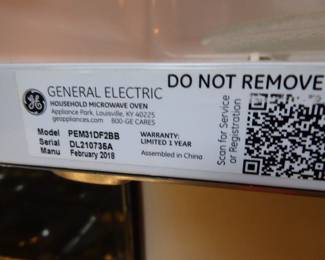 GENERAL ELECTRIC
HOUSEHOLD MICROWAVE OVEN
Appliance Park, Louisville, KY 40225
geappliances.com 800-GE CARES
DO NOT REMOVE
Model PEM31DF2BB
Serial DL210735A
Manu February 2018
WARRANTY:
LIMITED 1 YEAR
Assembled in China
Scan for Service
or Registration